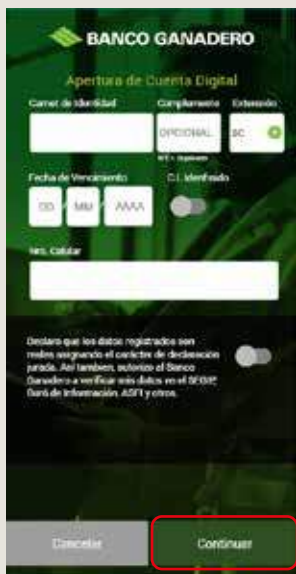 BANCO GANADERO
Apertura de Cuenta Digital
Carnet de Identidad Complemento Extensión
OPCIONAL SC
Fecha de Vencimiento C.I. Idenfinado
DD / MM / AAAA
Nro. Celular
Declaro que los datos registrados son
reales asignando el carácter de declaración
jurada. Así tambien, autorizo al Banco
Ganadero a verificar mis datos en el SEGIP,
Buró de Información, ASFI y otros.
Cancelar Continuar